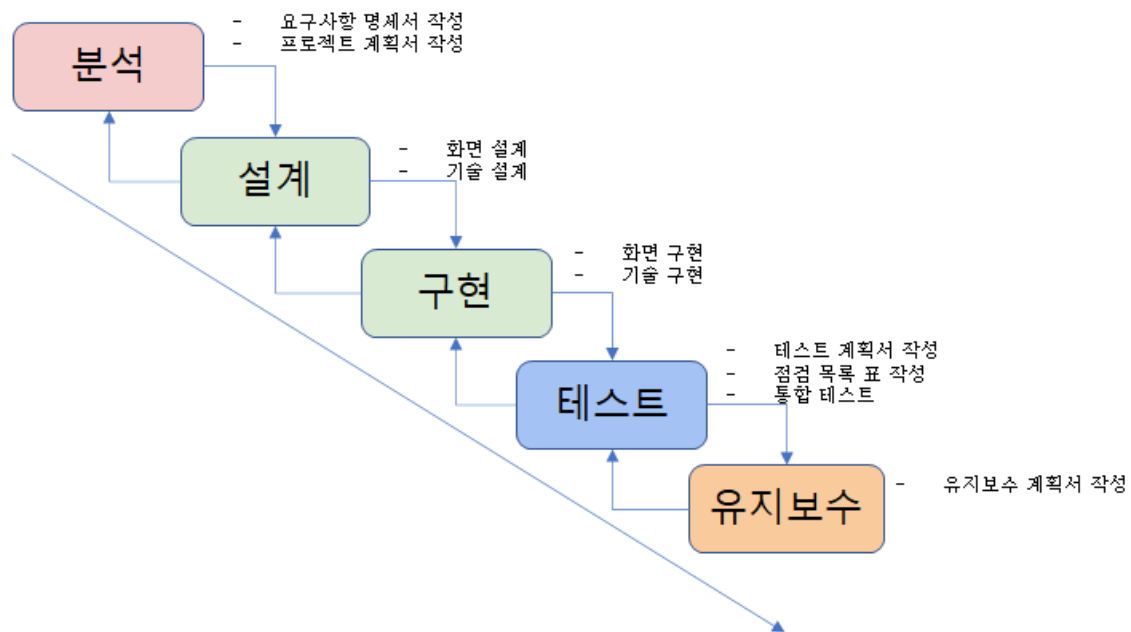 분석
- 요구사항 명세서 작성
- 프로젝트 계획서 작성
설계
- 화면 설계
- 기술 설계
구현
- 화면 구현
- 기술 구현
테스트
- 테스트 계획서 작성
- 점검 목록 표 작성
- 통합 테스트
유지보수
- 유지보수 계획서 작성